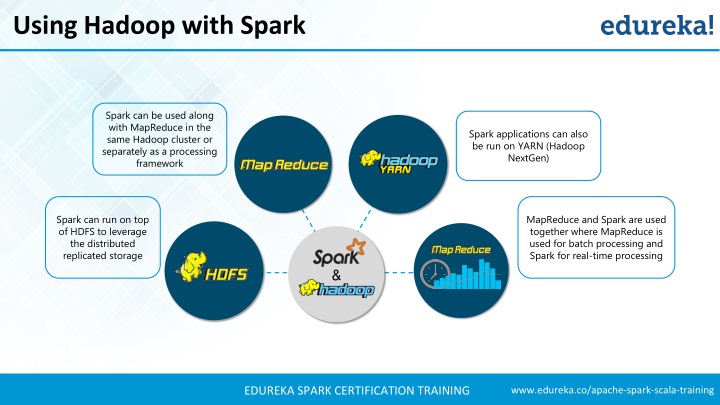 Using Hadoop with Spark
edureka!
Spark can be used along
with MapReduce in the
same Hadoop cluster or
separately as a processing
framework
Map Reduce
hadoop
YARN
Spark applications can also
be run on YARN (Hadoop
NextGen)
Spark can run on top
of HDFS to leverage
the distributed
replicated storage
HDFS
Spark
&
hadoop
Map Reduce
MapReduce and Spark are used
together where MapReduce is
used for batch processing and
Spark for real-time processing
EDUREKA SPARK CERTIFICATION TRAINING
www.edureka.co/apache-spark-scala-training